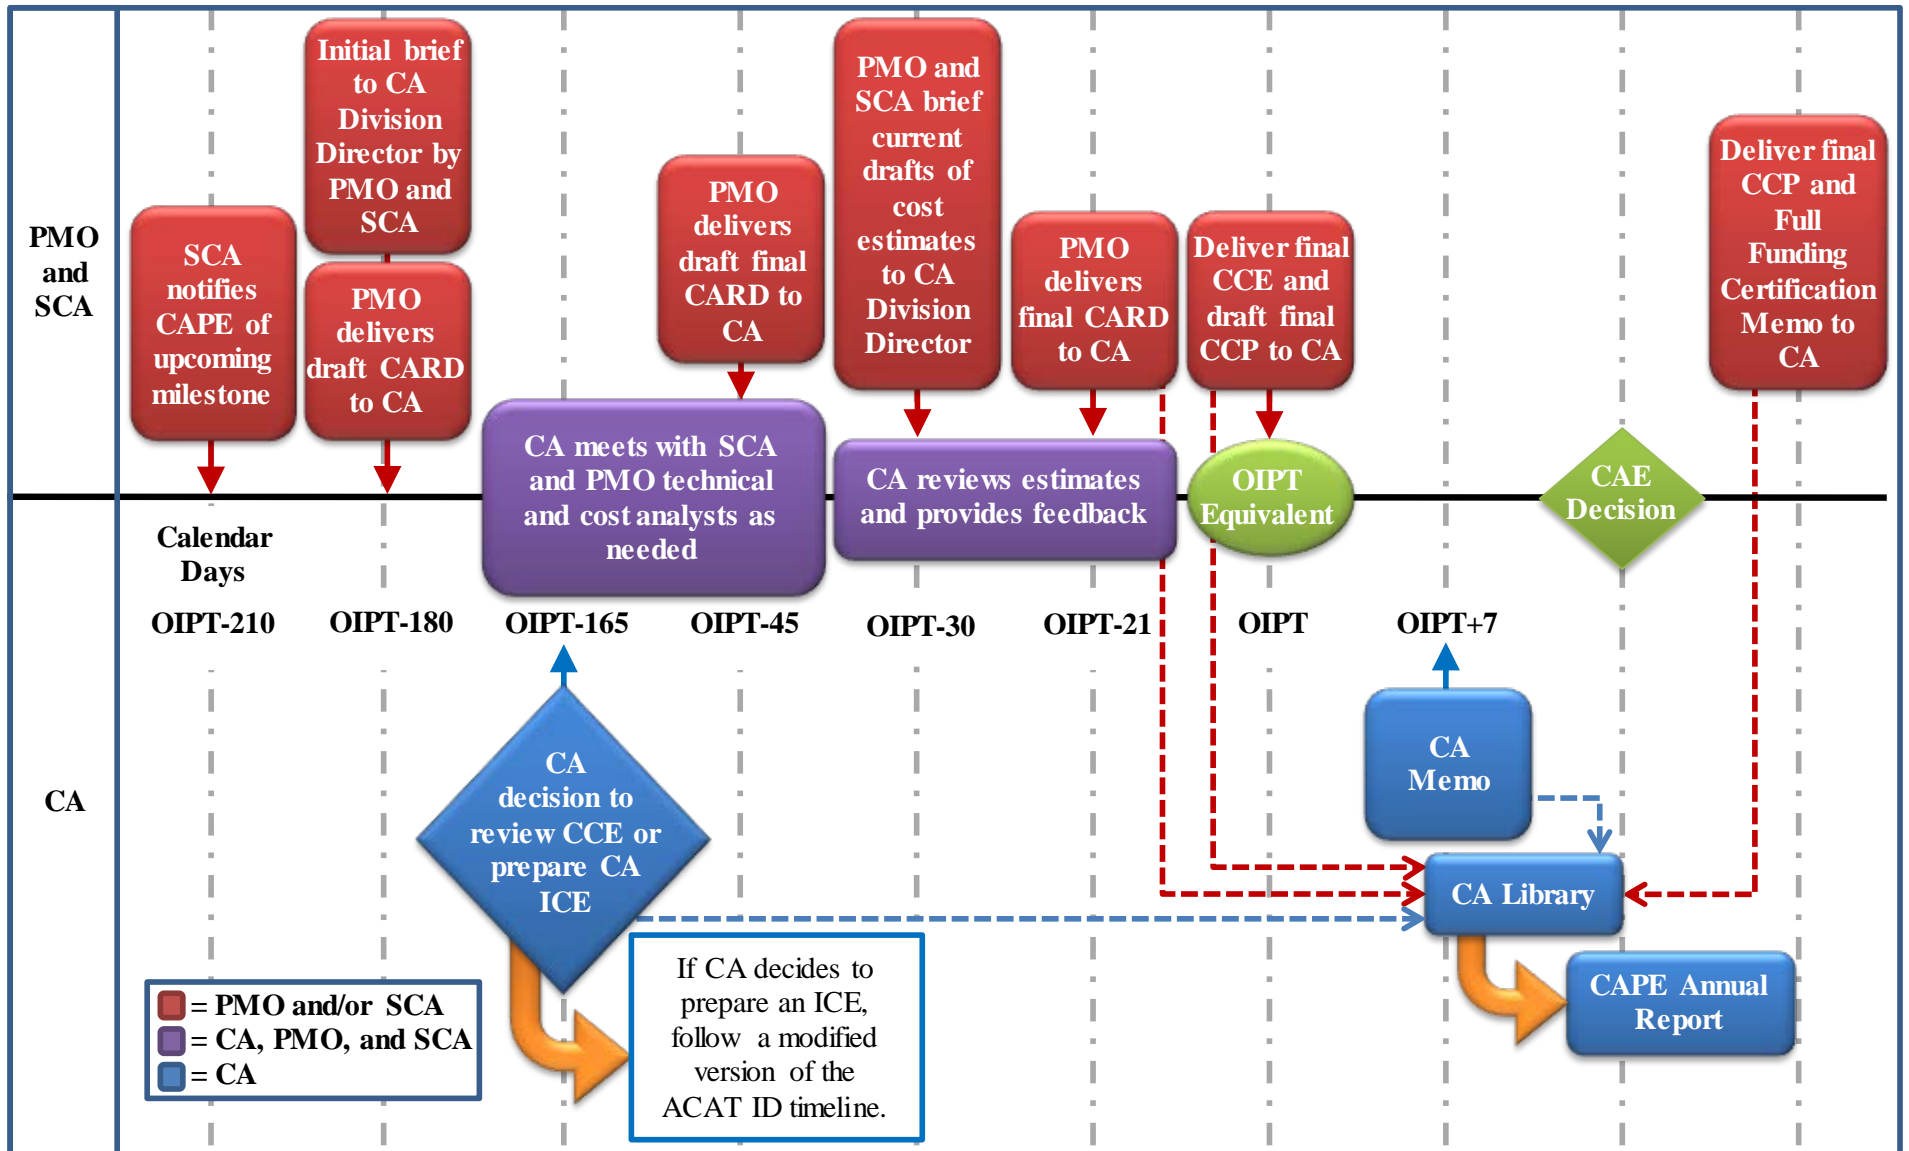 PMO
and
SCA
SCA
notifies
CAPE of
upcoming
milestone
Initial brief
to CA
Division
Director by
PMO and
SCA
PMO
delivers
draft CARD
to CA
PMO
delivers
draft final
CARD to
CA
PMO and
SCA brief
current
drafts of
cost
estimates
to CA
Division
Director
PMO
delivers
final CARD
to CA
Deliver final
CCE and
draft final
CCP to CA
Deliver final
CCP and
Full
Funding
Certification
Memo to
CA
CA meets with SCA
and PMO technical
and cost analysts as
needed
CA reviews estimates
and provides feedback
OIPT
Equivalent
CAE
Decision
Calendar
Days
OIPT-210
OIPT-180
OIPT-165
OIPT-45
OIPT-30
OIPT-21
OIPT
OIPT+7
CA
CA
decision to
review CCE or
prepare CA
ICE
CA
Memo
CA Library
CAPE Annual
Report
If CA decides to
prepare an ICE,
follow a modified
version of the
ACAT ID timeline.
= PMO and/or SCA
= CA, PMO, and SCA
= CA